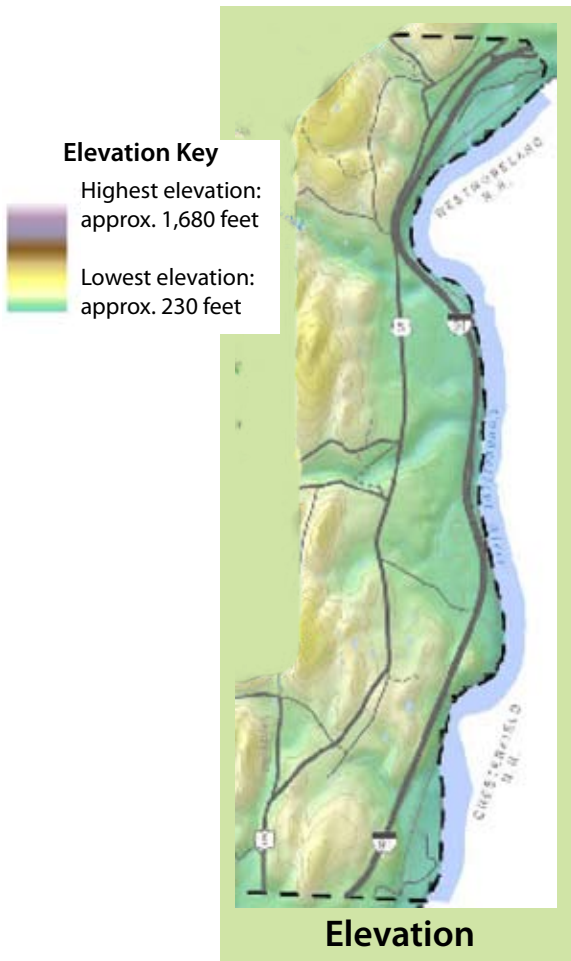 Elevation Key
Highest elevation:
approx. 1,680 feet
Lowest elevation:
approx. 230 feet
WESTMORELAND
N.H.
5
91
CHESTERFIELD
N.H.
5
91
Elevation